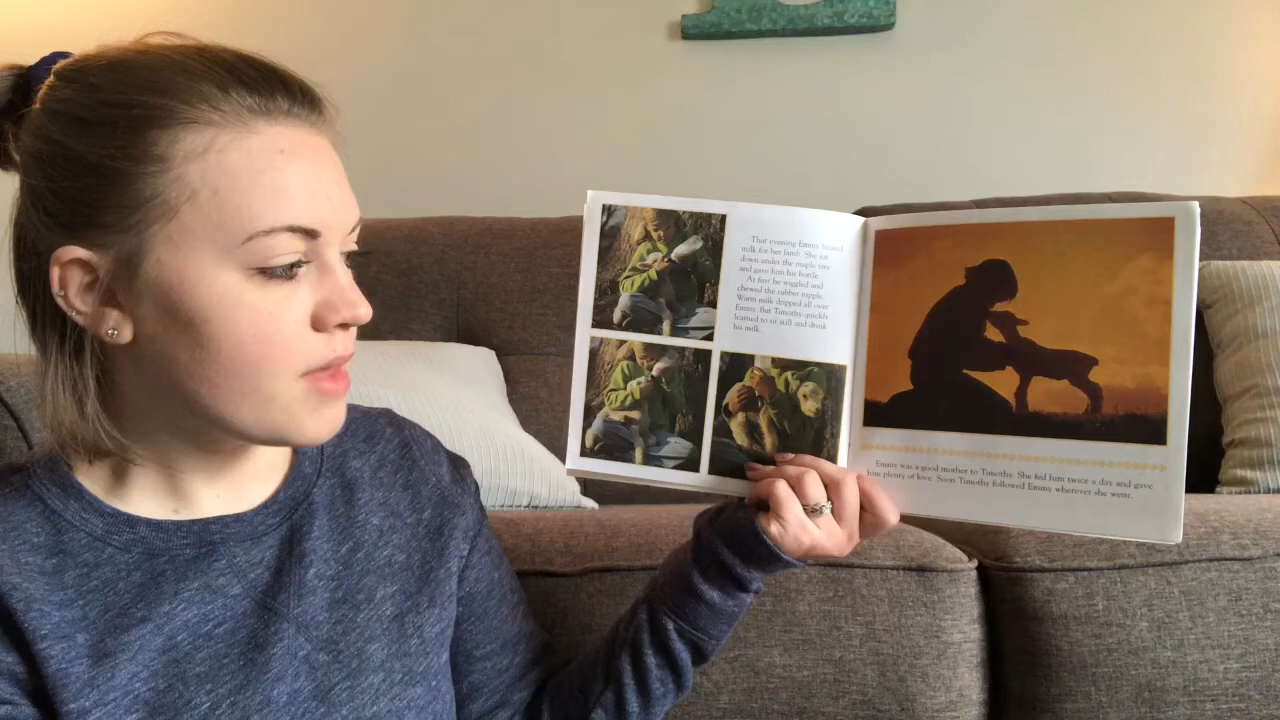 That evening Emmy heated
milk for her lamb. She sat
down under the maple tree
and gave him his bottle.
At first he wiggled and
chewed the rubber nipple.
Warm milk dripped all over
Emmy. But Timothy quickly
learned to sit still and drink
his milk.
Emmy was a good mother to Timothy. She fed him twice a day and gave
him plenty of love. Soon Timothy followed Emmy wherever she went.